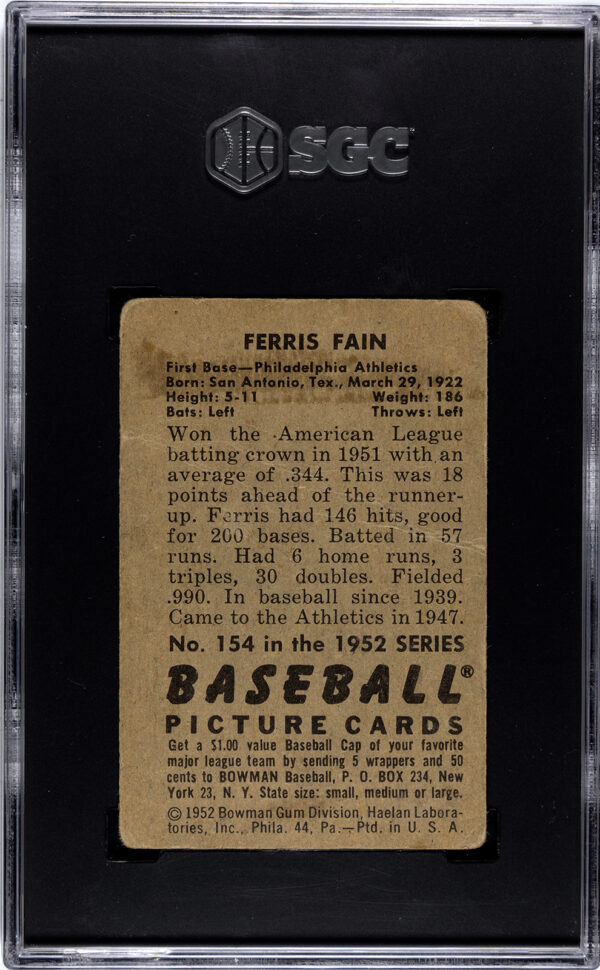 SGC
FERRIS FAIN
First Base—Philadelphia Athletics
Born: San Antonio, Tex., March 29, 1922
Height: 5-11 Weight: 186
Bats: Left Throws: Left
Won the American League
batting crown in 1951 with an
average of .344. This was 18
points ahead of the runner-
up. Ferris had 146 hits, good
for 200 bases. Batted in 57
runs. Had 6 home runs, 3
triples, 30 doubles. Fielded
.990. In baseball since 1939.
Came to the Athletics in 1947.
No. 154 in the 1952 SERIES
BASEBALL®
PICTURE CARDS
Get a $1.00 value Baseball Cap of your favorite
major league team by sending 5 wrappers and 50
cents to BOWMAN Baseball, P. O. BOX 234, New
York 23, N. Y. State size: small, medium or large.
© 1952 Bowman Gum Division, Haelan Labora-
tories, Inc., Phila. 44, Pa.—Ptd. in U. S. A.